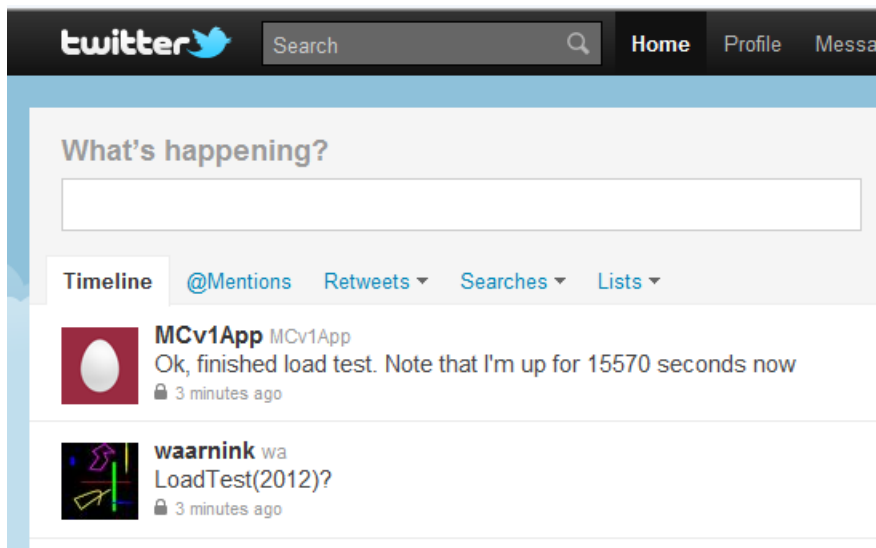 twitter Search Home Profile Messa
What's happening?
Timeline @Mentions Retweets Searches Lists
MCv1App MCv1App
Ok, finished load test. Note that I'm up for 15570 seconds now
3 minutes ago
waarnink wa
LoadTest(2012)?
3 minutes ago